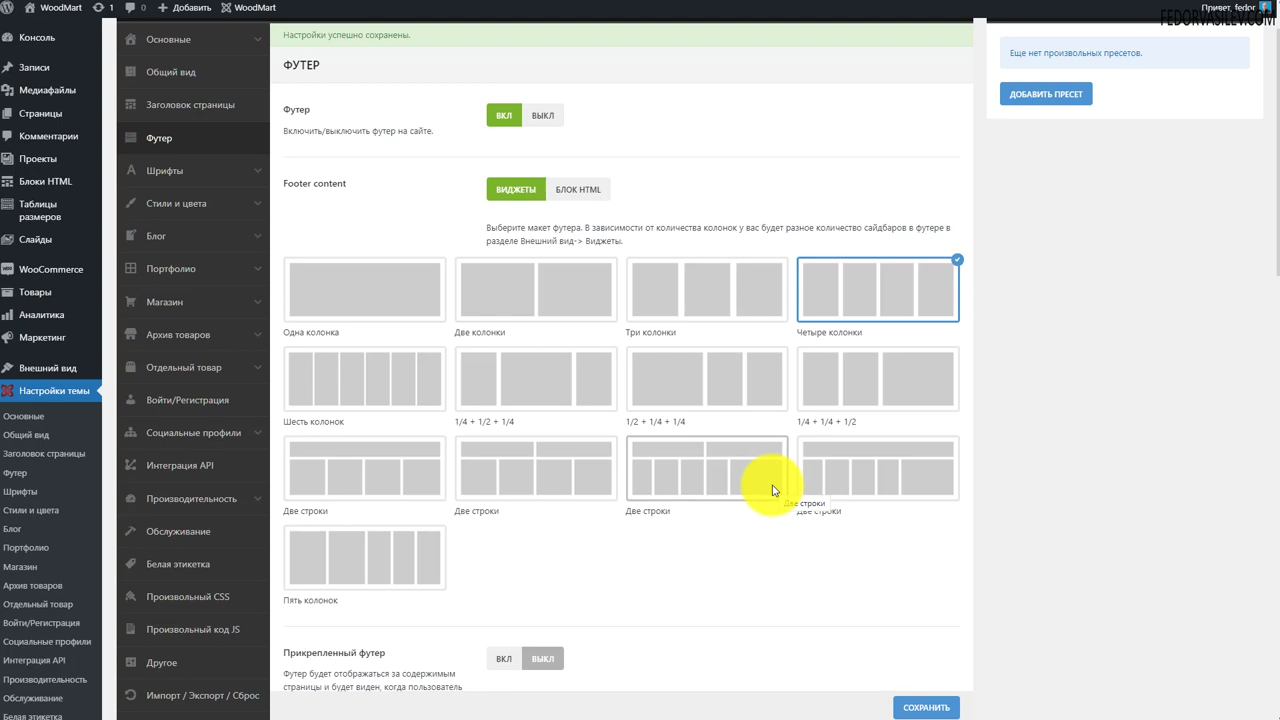 WoodMart
1
0
Добавить
WoodMart
Привет, fedor
FEDORVASILEV.COM
Консоль
Записи
Медиафайлы
Страницы
Комментарии
Проекты
Блоки HTML
Таблицы
размеров
Слайды
WooCommerce
Товары
Аналитика
Маркетинг
Внешний вид
Настройки темы
Основные
Общий вид
Заголовок страницы
Футер
Шрифты
Стили и цвета
Блог
Портфолио
Магазин
Архив товаров
Отдельный товар
Войти/Регистрация
Социальные профили
Интеграция API
Производительность
Обслуживание
Белая этикетка
Основные
Общий вид
Заголовок страницы
Футер
Шрифты
Стили и цвета
Блог
Портфолио
Магазин
Архив товаров
Отдельный товар
Войти/Регистрация
Социальные профили
Интеграция API
Производительность
Обслуживание
Белая этикетка
Произвольный CSS
Произвольный код JS
Другое
Импорт / Экспорт / Сброс
Настройки успешно сохранены.
ФУТЕР
Футер
Включить/выключить футер на сайте.
ВКЛ ВЫКЛ
Footer content
ВИДЖЕТЫ БЛОК HTML
Выберите макет футера. В зависимости от количества колонок у вас будет разное количество сайдбаров в футере в
разделе Внешний вид-> Виджеты.
Одна колонка
Две колонки
Три колонки
Четыре колонки
Шесть колонок
1/4 + 1/2 + 1/4
1/2 + 1/4 + 1/4
1/4 + 1/4 + 1/2
Две строки
Две строки
Две строки
Две строки
Две строки
Пять колонок
Прикрепленный футер
Футер будет отображаться за содержимым
страницы и будет виден, когда пользователь
ВКЛ ВЫКЛ
СОХРАНИТЬ
Еще нет произвольных пресетов.
ДОБАВИТЬ ПРЕСЕТ